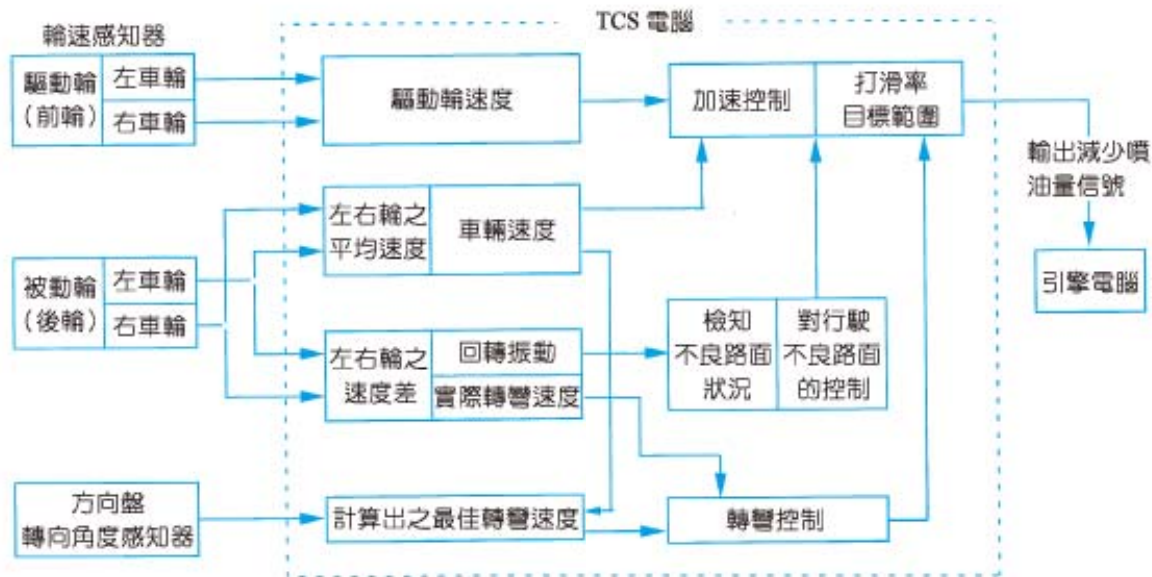 TCS 電腦
輪速感知器
驅動輪
(前輪)
左車輪
右車輪
驅動輪速度
加速控制
打滑率
目標範圍
輸出減少噴
油量信號
引擎電腦
被動輪
(後輪)
左車輪
右車輪
左右輪之
平均速度
車輛速度
左右輪之
速度差
回轉振動
實際轉彎速度
檢知
不良路面
狀況
對行駛
不良路面
的控制
方向盤
轉向角度感知器
計算出之最佳轉彎速度
轉彎控制